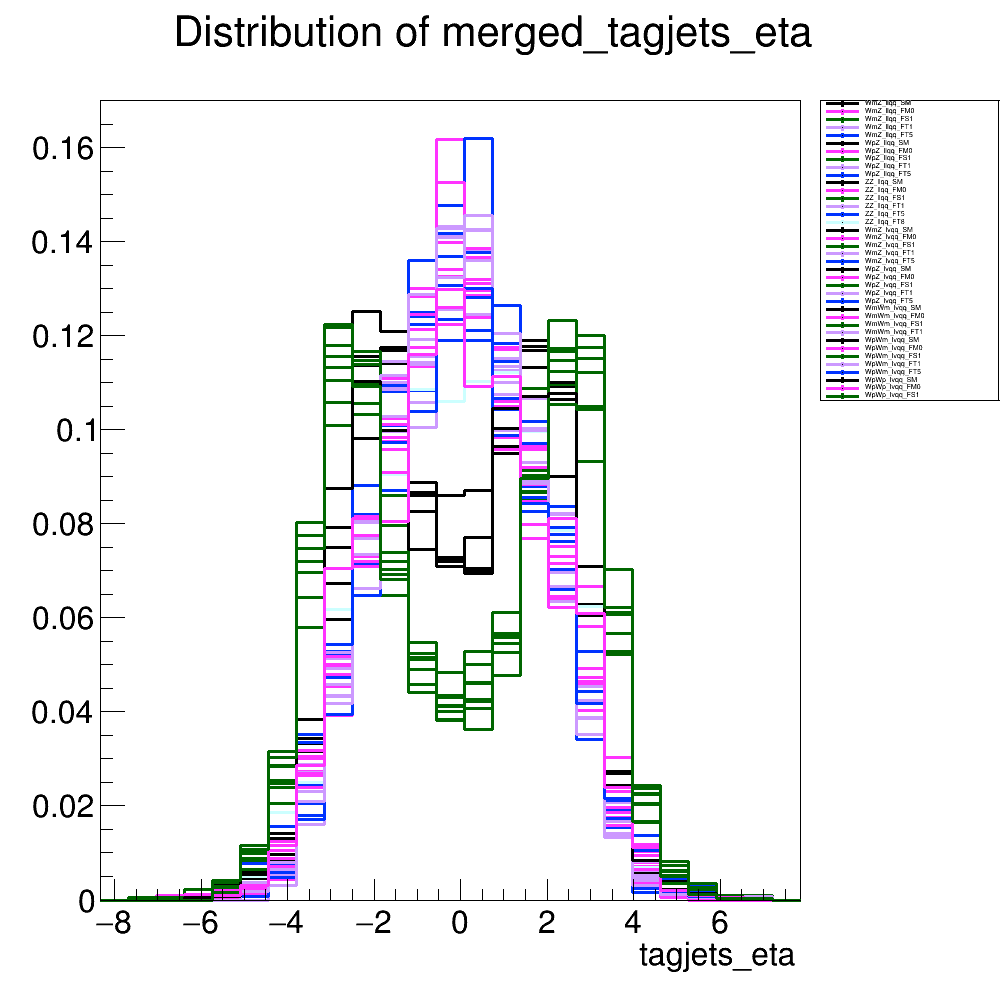 Distribution of merged_tagjets_eta
0.16
0.14
0.12
0.1
0.08
0.06
0.04
0.02
0
−8
−6
−4
−2
0
2
4
6
tagjets_eta
WmZ_llqq_SM
WmZ_llqq_FM0
WmZ_llqq_FS1
WmZ_llqq_FT1
WmZ_llqq_FT5
WpZ_llqq_SM
WpZ_llqq_FM0
WpZ_llqq_FS1
WpZ_llqq_FT1
WpZ_llqq_FT5
ZZ_llqq_SM
ZZ_llqq_FM0
ZZ_llqq_FS1
ZZ_llqq_FT1
ZZ_llqq_FT5
ZZ_llqq_FT8
WmZ_lvqq_SM
WmZ_lvqq_FM0
WmZ_lvqq_FS1
WmZ_lvqq_FT1
WmZ_lvqq_FT5
WpZ_lvqq_SM
WpZ_lvqq_FM0
WpZ_lvqq_FS1
WpZ_lvqq_FT1
WpZ_lvqq_FT5
WmWm_lvqq_SM
WmWm_lvqq_FM0
WmWm_lvqq_FS1
WmWm_lvqq_FT1
WpWm_lvqq_SM
WpWm_lvqq_FM0
WpWm_lvqq_FS1
WpWm_lvqq_FT1
WpWm_lvqq_FT5
WpWp_lvqq_SM
WpWp_lvqq_FM0
WpWp_lvqq_FS1